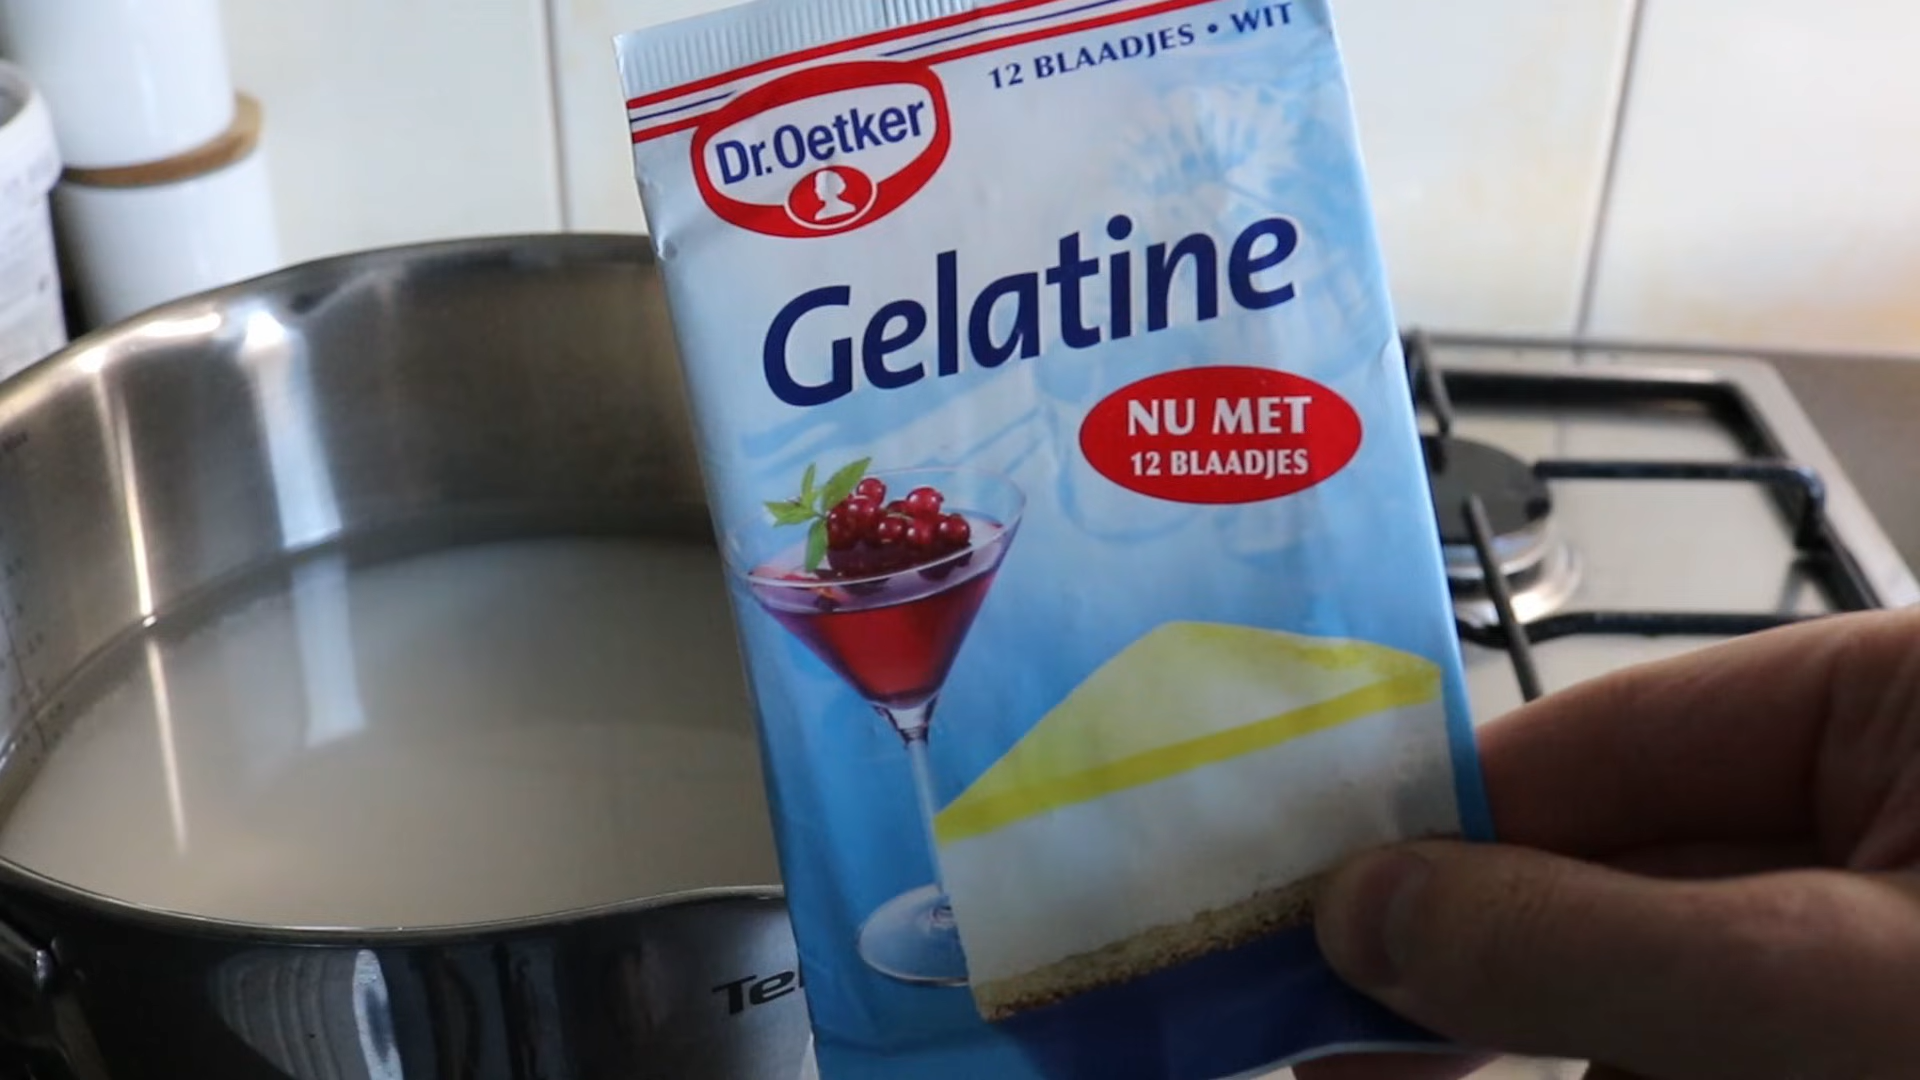 12 BLAADJES • WIT
Dr.Oetker
Gelatine
NU MET
12 BLAADJES